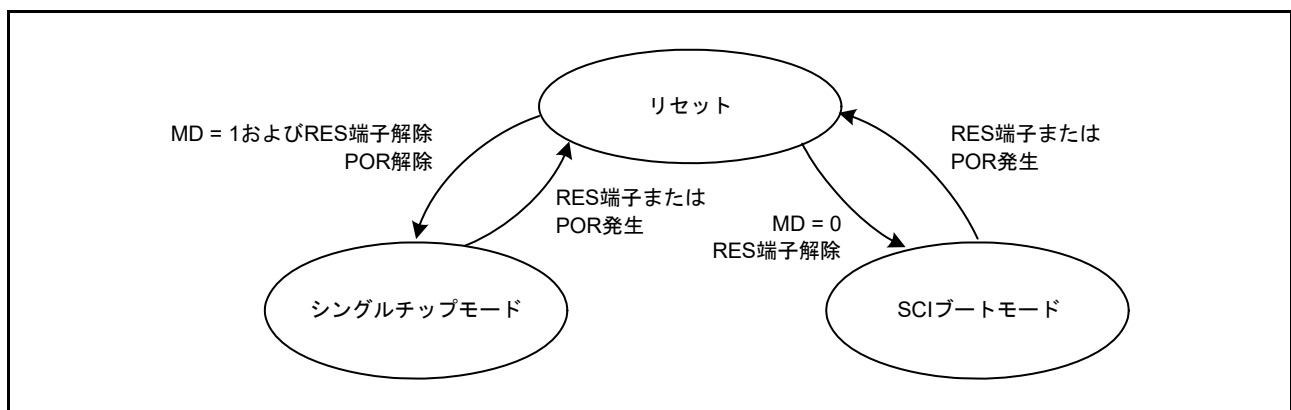 リセット
MD = 1およびRES端子解除
POR解除
RES端子または
POR発生
RES端子または
POR発生
MD = 0
RES端子解除
シングルチップモード
SCIブートモード